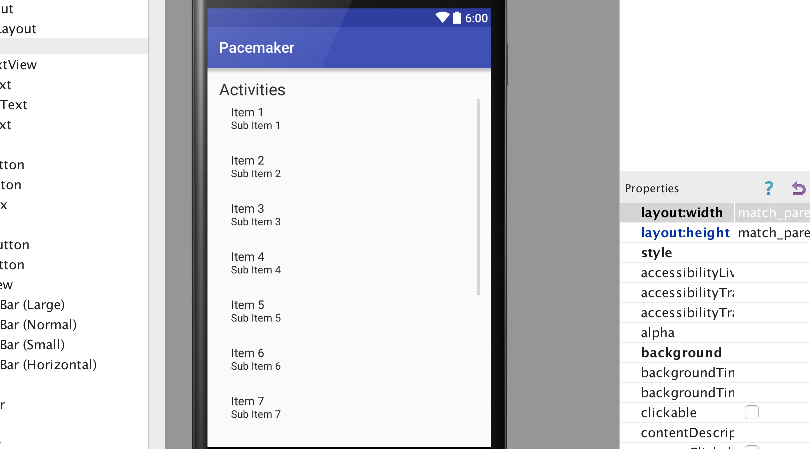 ut
ayout
xtView
xt
Text
xt
tton
ton
x
utton
tton
ew
Bar (Large)
Bar (Normal)
Bar (Small)
Bar (Horizontal)
r
6:00
Pacemaker
Activities
Item 1
Sub Item 1
Item 2
Sub Item 2
Item 3
Sub Item 3
Item 4
Sub Item 4
Item 5
Sub Item 5
Item 6
Sub Item 6
Item 7
Sub Item 7
Properties ?
layout:width match_pare
layout:height match_pare
style
accessibilityLiv
accessibilityTra
accessibilityTra
alpha
background
backgroundTin
backgroundTin
clickable
contentDescrip